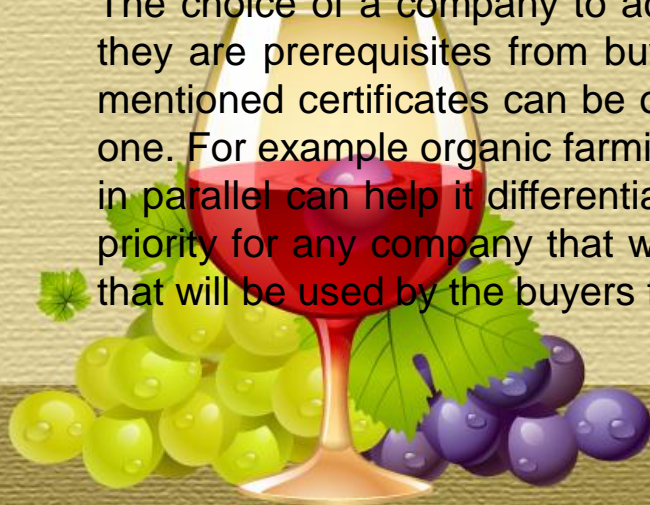 The choice of a company to
they are prerequisites from
mentioned certificates can be
one. For example organic
in parallel can help it
priority for any company that
that will be used by the buyers